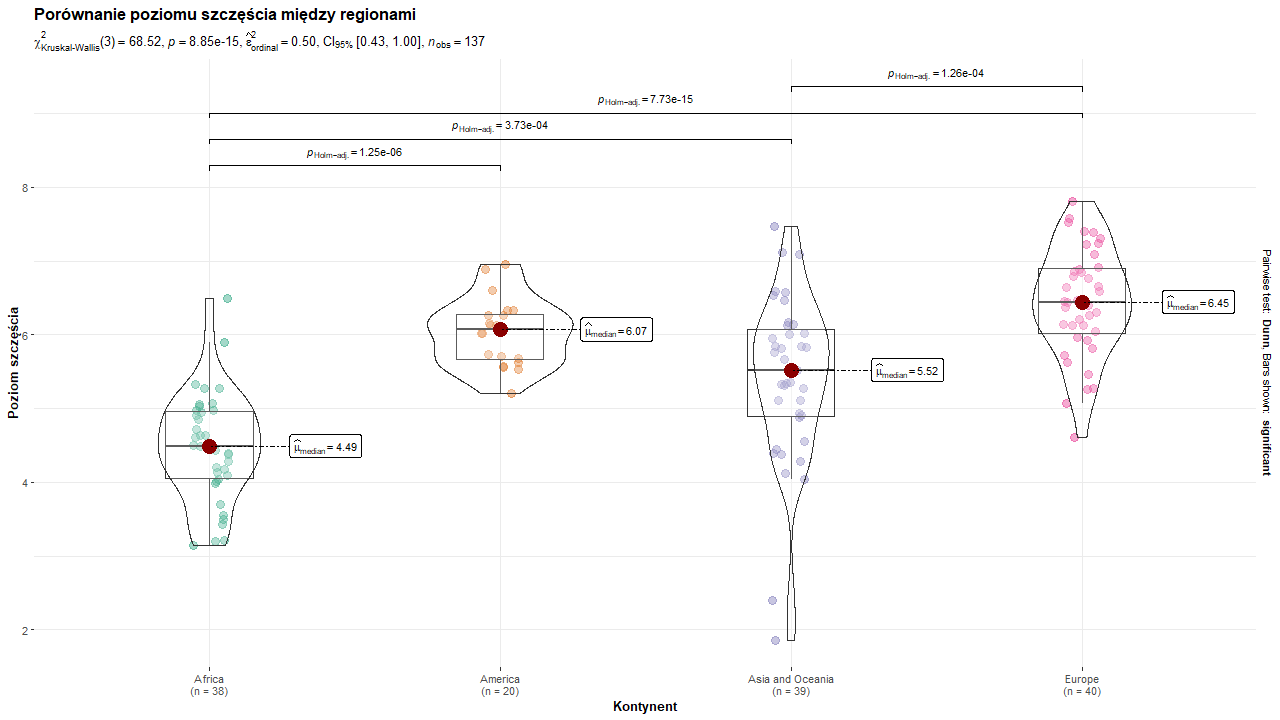 Porównanie poziomu szczęścia między regionami
χ²Kruskal-Wallis(3) = 68.52, p = 8.85e-15, ε̂²ordinal = 0.50, CI95% [0.43, 1.00], nobs = 137
pHolm−adj. = 1.26e-04
pHolm−adj. = 7.73e-15
pHolm−adj. = 3.73e-04
pHolm−adj. = 1.25e-06
8
6
4
2
Poziom szczęścia
μ̂median = 4.49
μ̂median = 6.07
μ̂median = 5.52
μ̂median = 6.45
Pairwise test: Dunn, Bars shown: significant
Africa
(n = 38)
America
(n = 20)
Asia and Oceania
(n = 39)
Europe
(n = 40)
Kontynent